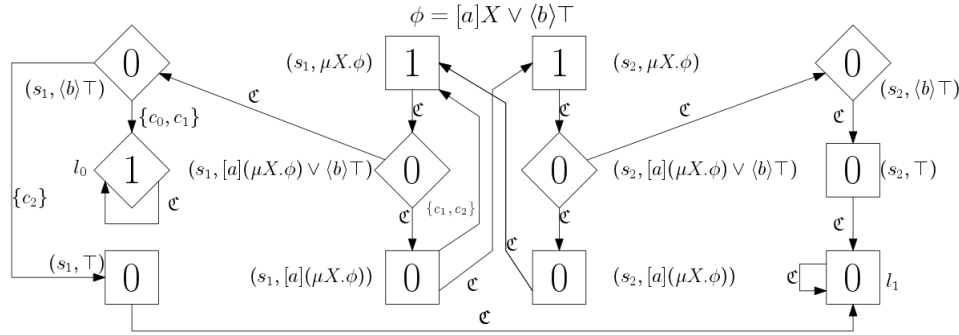 ϕ = [a]X ∨ ⟨b⟩⊤
0
(s₁, ⟨b⟩⊤)
(s₁, μX.ϕ)
1
1
(s₂, μX.ϕ)
0
(s₂, ⟨b⟩⊤)
ℭ
ℭ
ℭ
ℭ
ℭ
{c₀, c₁}
l₀
1
ℭ
(s₁, [a](μX.ϕ) ∨ ⟨b⟩⊤)
0
0
(s₂, [a](μX.ϕ) ∨ ⟨b⟩⊤)
0
(s₂, ⊤)
{c₂}
ℭ
{c₁, c₂}
ℭ
ℭ
ℭ
(s₁, ⊤)
0
(s₁, [a](μX.ϕ))
0
ℭ
0
(s₂, [a](μX.ϕ))
ℭ
0
l₁
ℭ